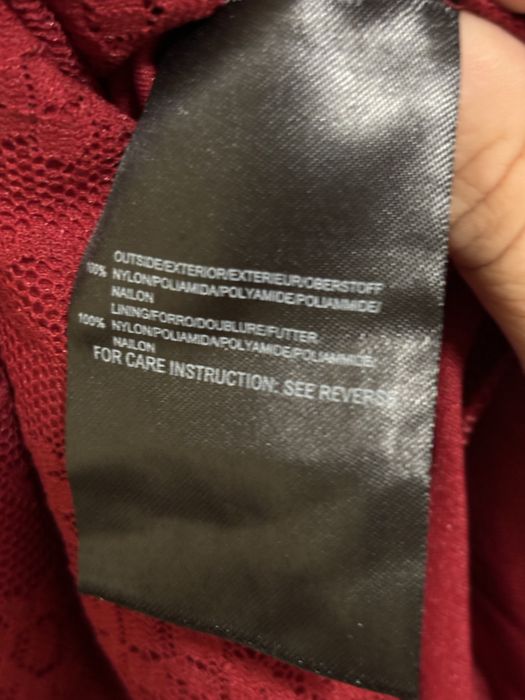 OUTSIDE/EXTERIOR/EXTERIEUR/OBERSTOFF
100% NYLON/POLIAMIDA/POLYAMIDE/POLIAMMIDE/
NAILON
LINING/FORRO/DOUBLURE/FUTTER
100% NYLON/POLIAMIDA/POLYAMIDE/POLIAMMIDE
NAILON
FOR CARE INSTRUCTION: SEE REVERSE